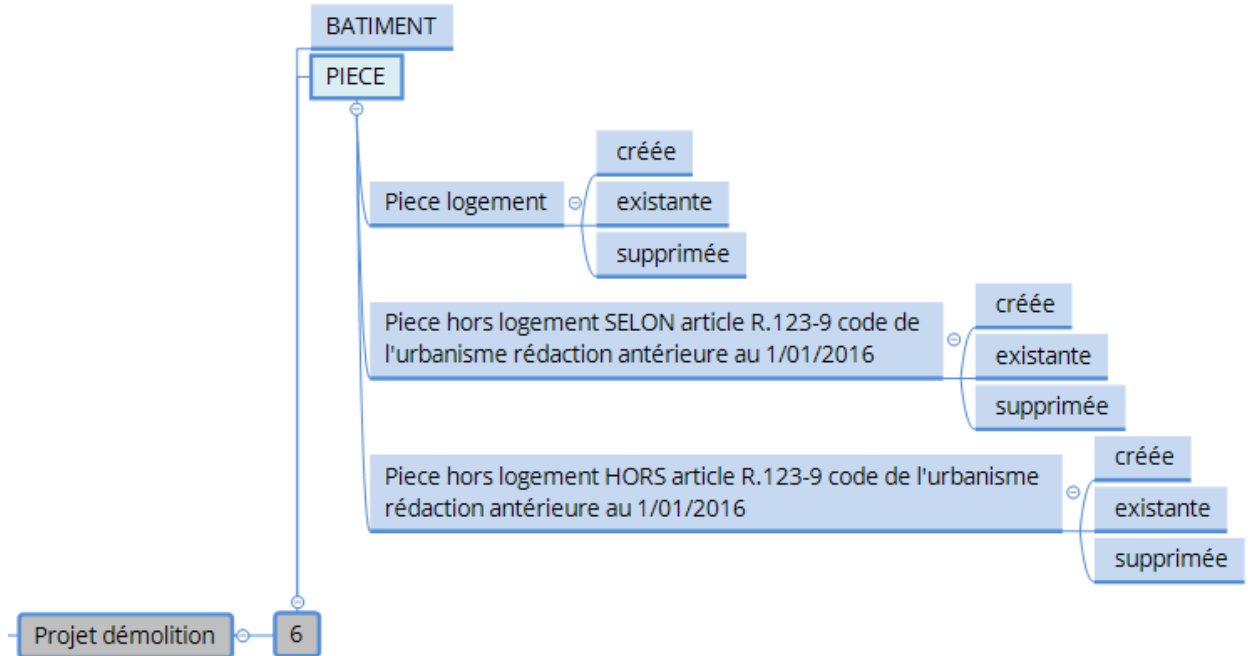 BATIMENT
PIECE
créée
Piece logement
existante
supprimée
créée
Piece hors logement SELON article R.123-9 code de
l'urbanisme rédaction antérieure au 1/01/2016
existante
supprimée
créée
Piece hors logement HORS article R.123-9 code de l'urbanisme
rédaction antérieure au 1/01/2016
existante
supprimée
Projet démolition
6